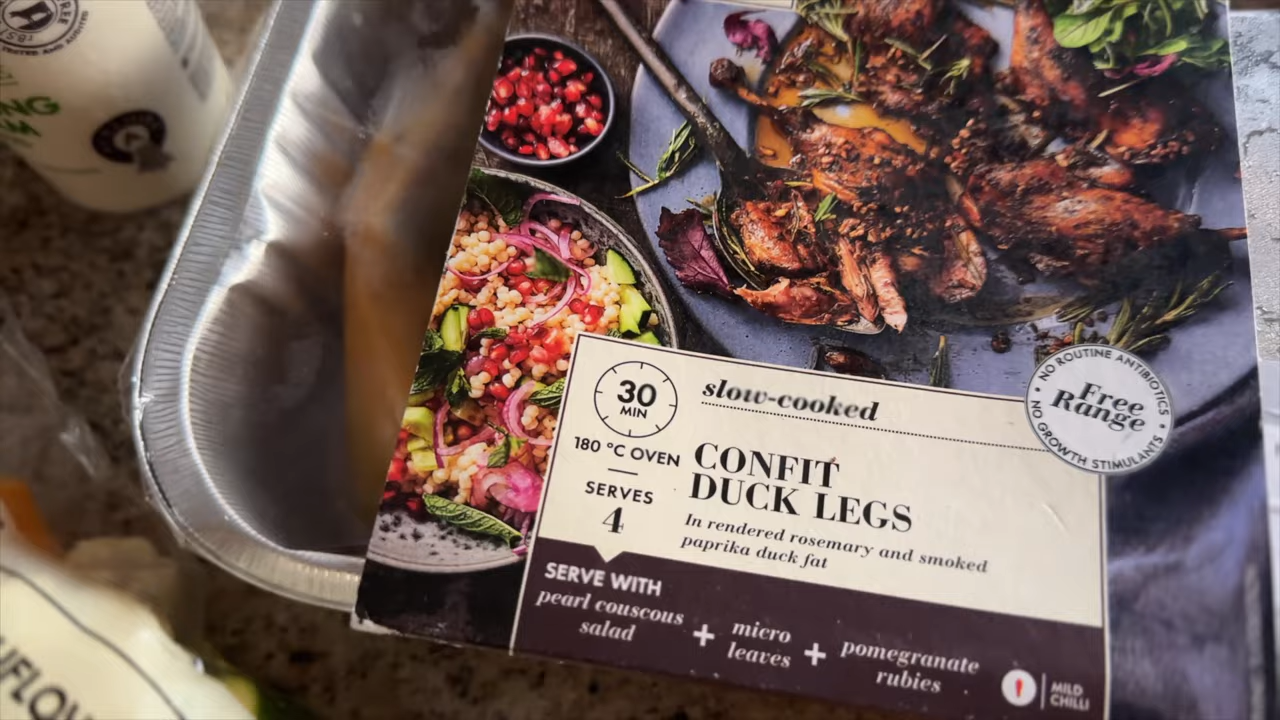 30
MIN
180 °C OVEN
SERVES
4
slow-cooked
CONFIT
DUCK LEGS
In rendered rosemary and smoked
paprika duck fat
NO ROUTINE ANTIBIOTICS
Free
Range
NO GROWTH STIMULANTS
SERVE WITH
pearl couscous
salad
+
micro
leaves
+
pomegranate
rubies
MILD
CHILLI